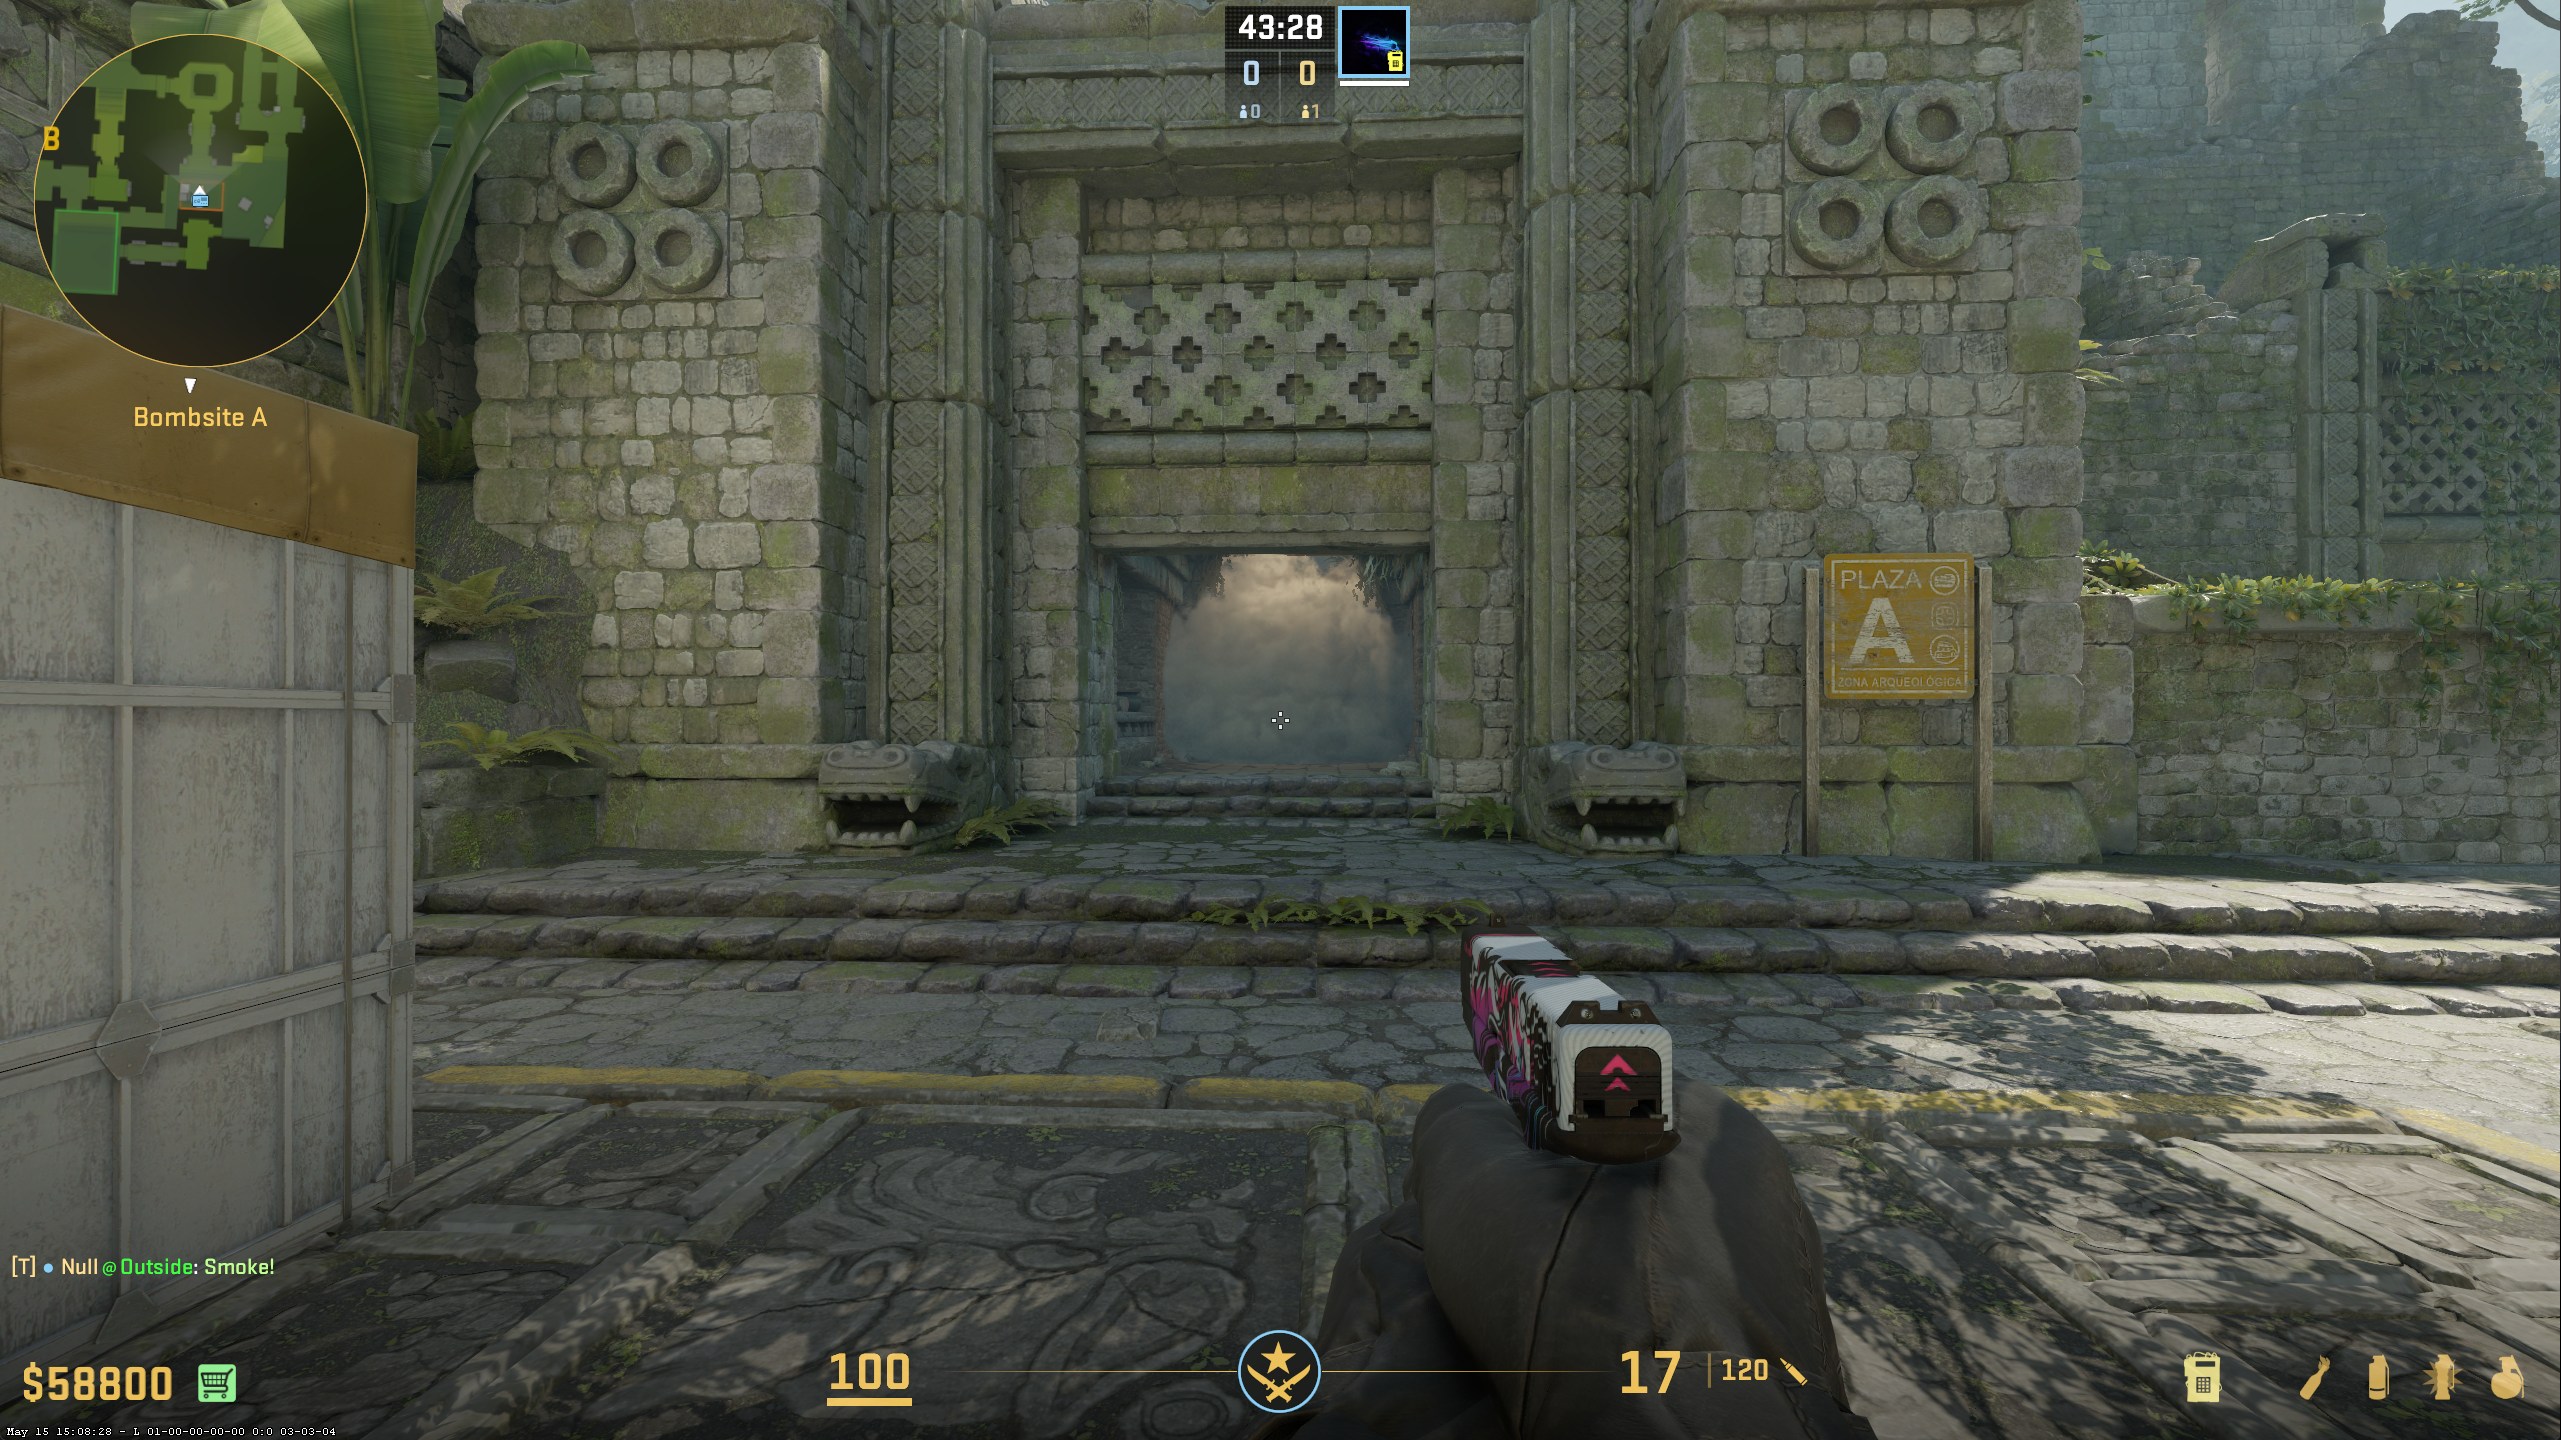 43:28
0 0
0 1
B
Bombsite A
PLAZA
A
ZONA ARQUEOLÓGICA
[T] • Null @ Outside: Smoke!
$58800
100
17 | 120
May 15 15:08:28 - L 01-00-00-00-00 0:0 03-03-04